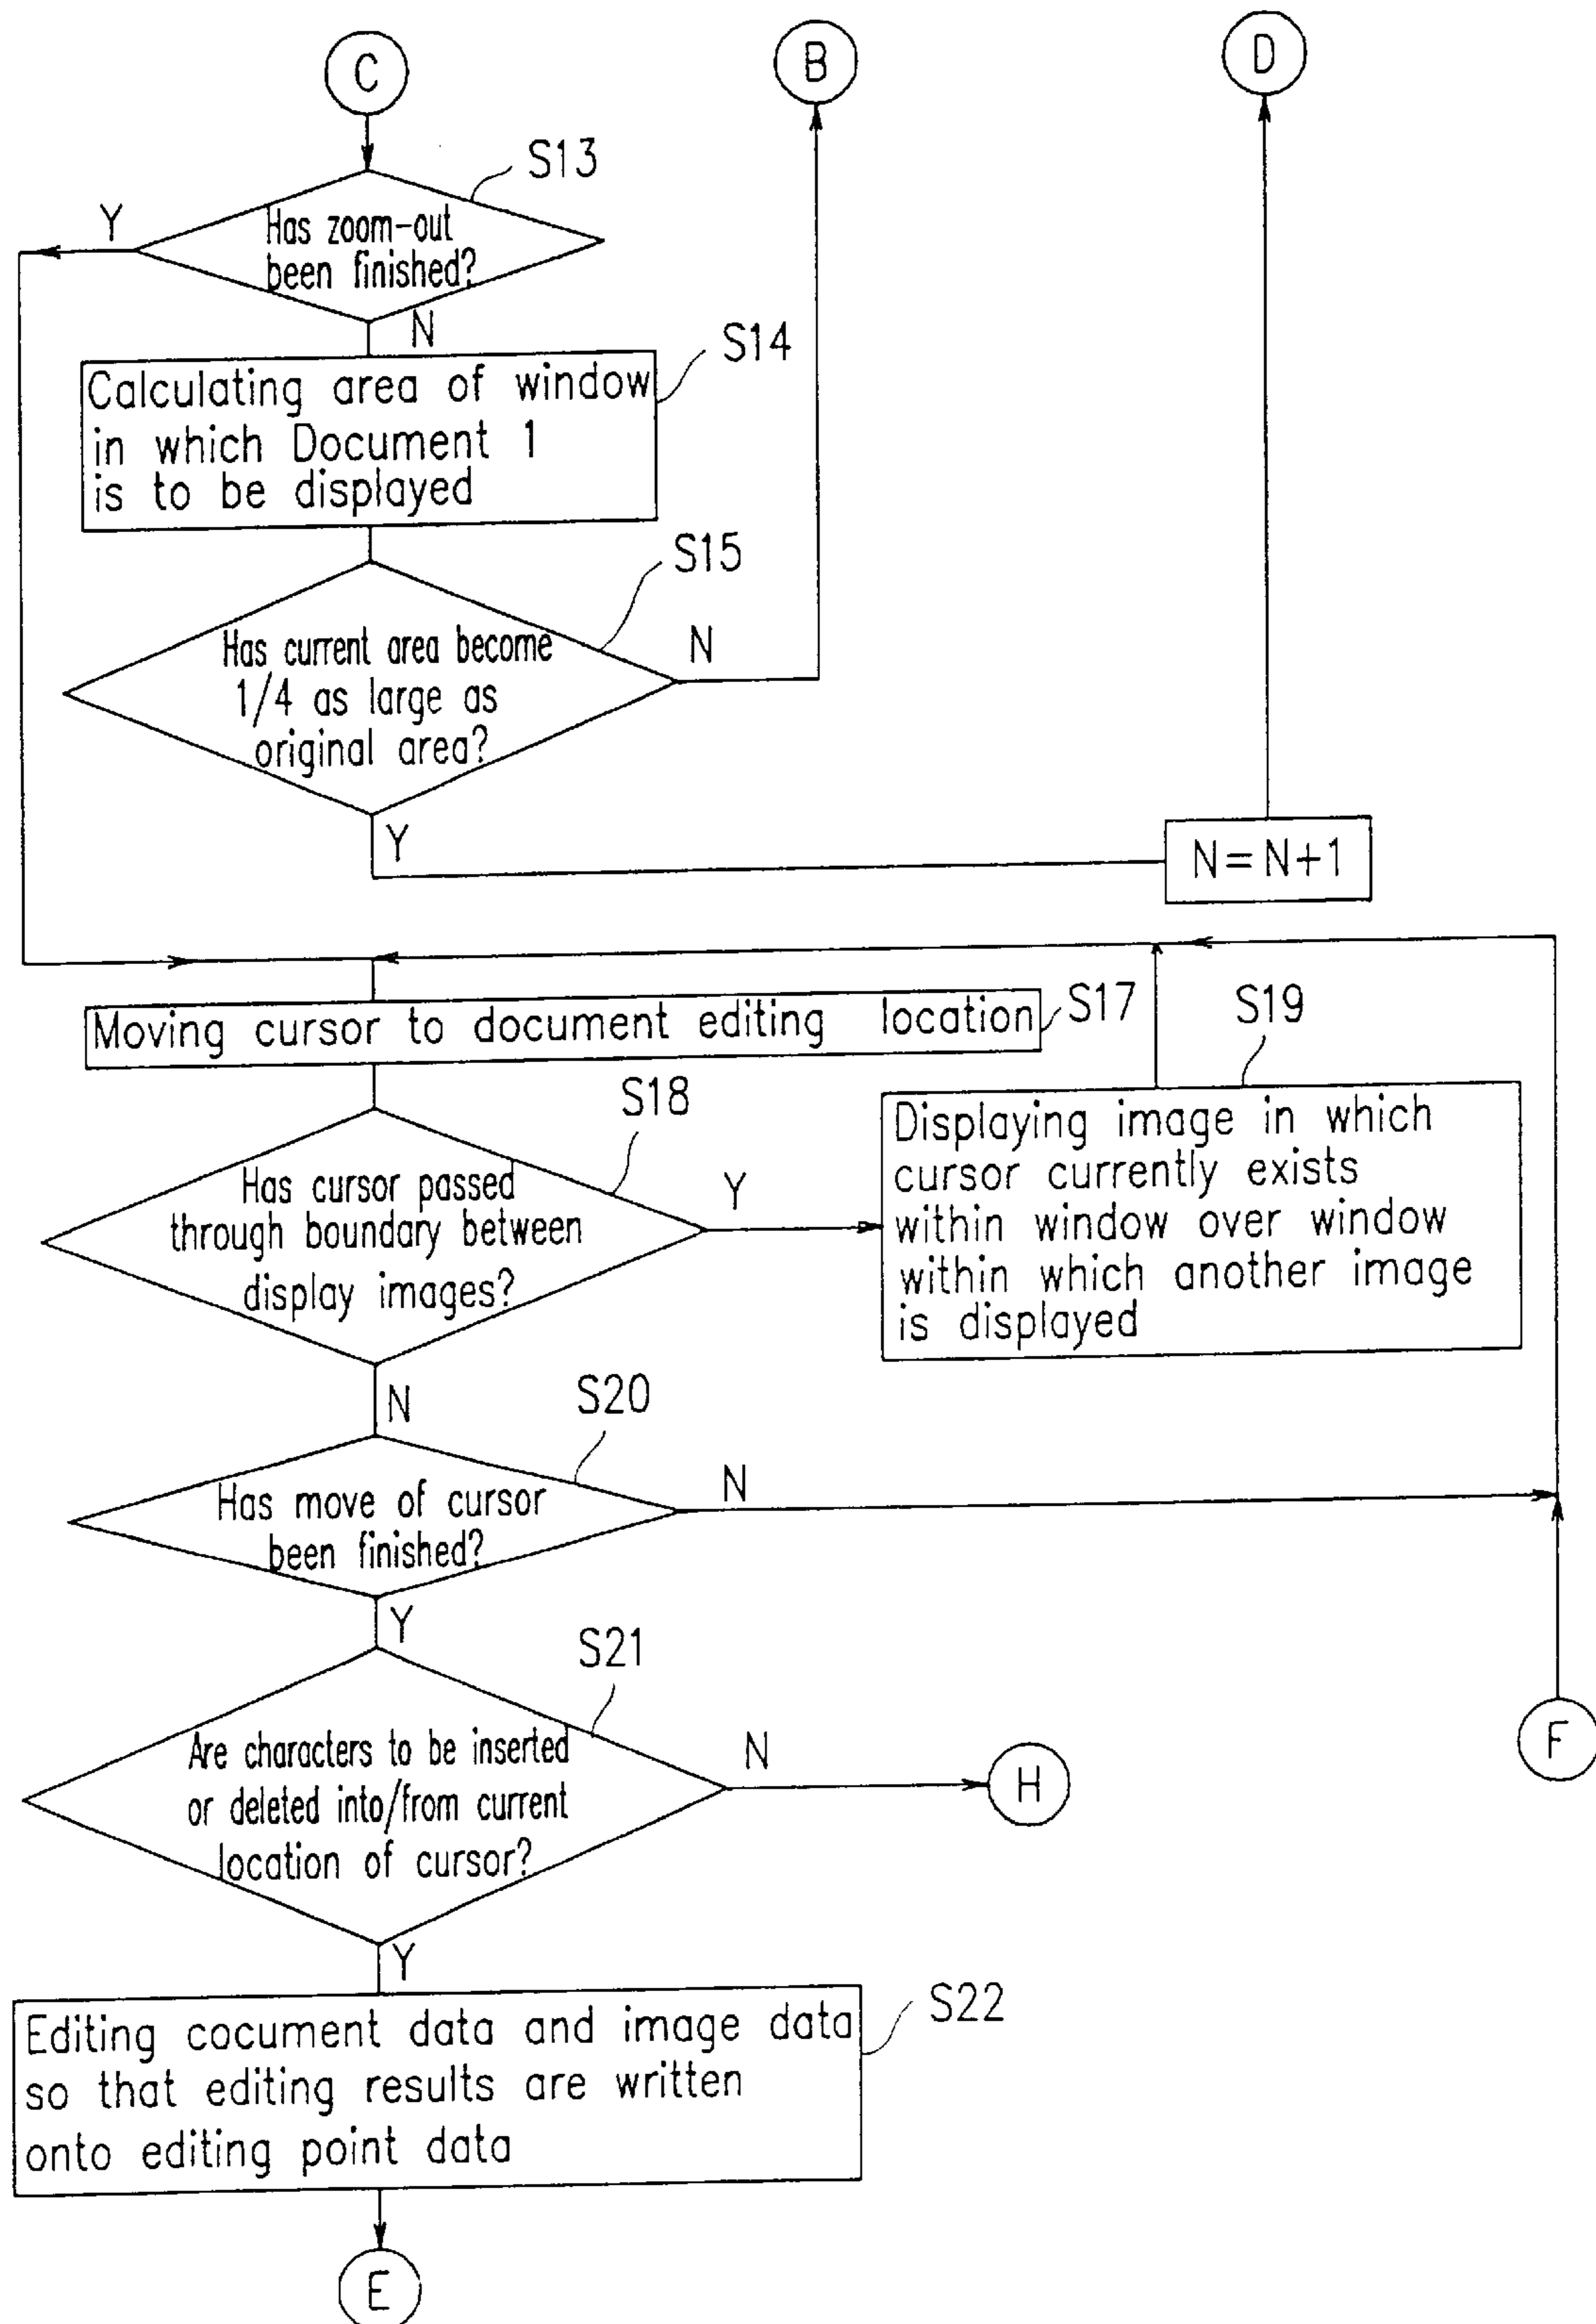 C
B
D
S13
Y
Has zoom-out
been finished?
N
S14
Calculating area of window
in which Document 1
is to be displayed
S15
Has current area become
1/4 as large as
original area?
N
Y
N=N+1
Moving cursor to document editing location
S17
S19
S18
Has cursor passed
through boundary between
display images?
Y
Displaying image in which
cursor currently exists
within window over window
within which another image
is displayed
N
S20
Has move of cursor
been finished?
N
Y
S21
Are characters to be inserted
or deleted into/from current
location of cursor?
N
H
F
Y
S22
Editing cocument data and image data
so that editing results are written
onto editing point data
E